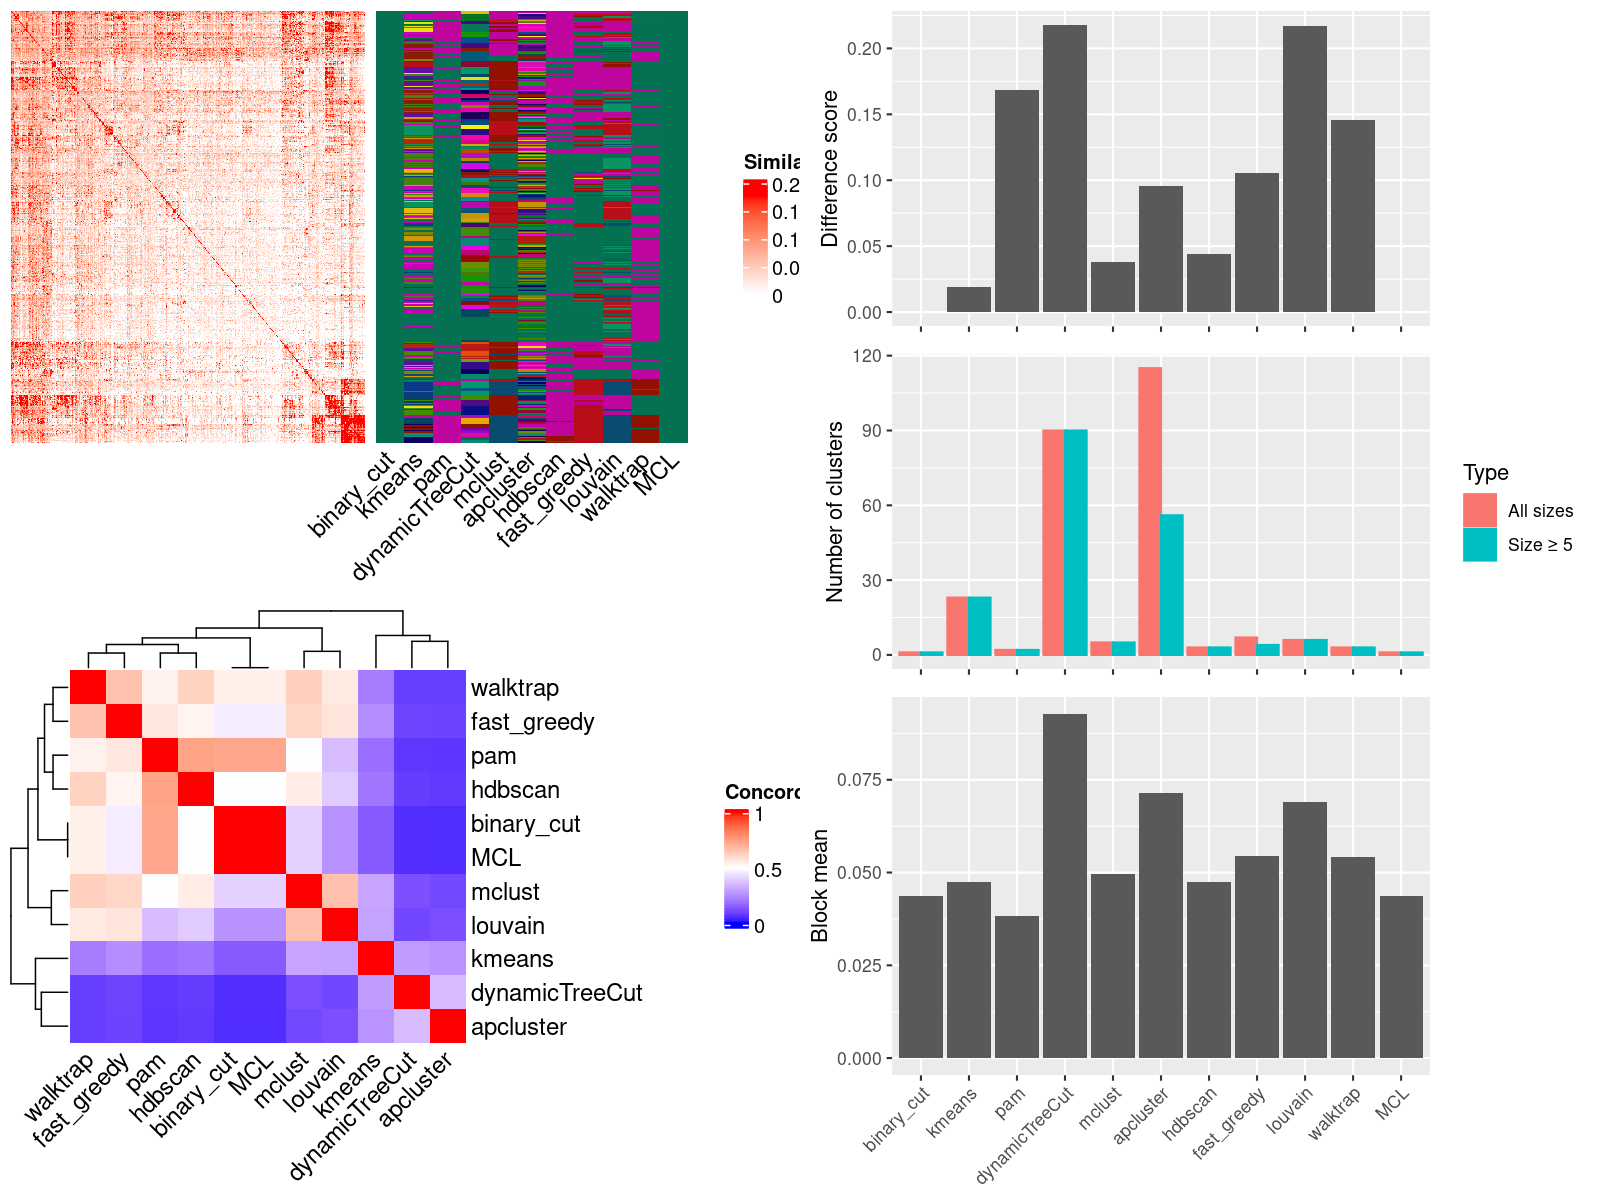 Simila
0.2
0.1
0.1
0.0
0
binary_cut
kmeans
pam
dynamicTreeCut
mclust
apcluster
hdbscan
fast_greedy
louvain
walktrap
MCL
walktrap
fast_greedy
pam
hdbscan
binary_cut
MCL
mclust
louvain
kmeans
dynamicTreeCut
apcluster
walktrap
fast_greedy
pam
hdbscan
binary_cut
MCL
mclust
louvain
kmeans
dynamicTreeCut
apcluster
Concord
1
0.5
0
Difference score
0.20
0.15
0.10
0.05
0.00
Number of clusters
120
90
60
30
0
Type
All sizes
Size ≥ 5
Block mean
0.075
0.050
0.025
0.000
binary_cut
kmeans
pam
dynamicTreeCut
mclust
apcluster
hdbscan
fast_greedy
louvain
walktrap
MCL